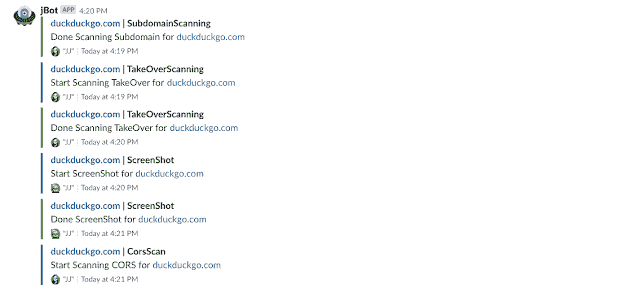 jBot APP 4:20 PM
duckduckgo.com | SubdomainScanning
Done Scanning Subdomain for duckduckgo.com
"JJ" | Today at 4:19 PM
duckduckgo.com | TakeOverScanning
Start Scanning TakeOver for duckduckgo.com
"JJ" | Today at 4:19 PM
duckduckgo.com | TakeOverScanning
Done Scanning TakeOver for duckduckgo.com
"JJ" | Today at 4:20 PM
duckduckgo.com | ScreenShot
Start ScreenShot for duckduckgo.com
"JJ" | Today at 4:20 PM
duckduckgo.com | ScreenShot
Done ScreenShot for duckduckgo.com
"JJ" | Today at 4:21 PM
duckduckgo.com | CorsScan
Start Scanning CORS for duckduckgo.com
"JJ" | Today at 4:21 PM